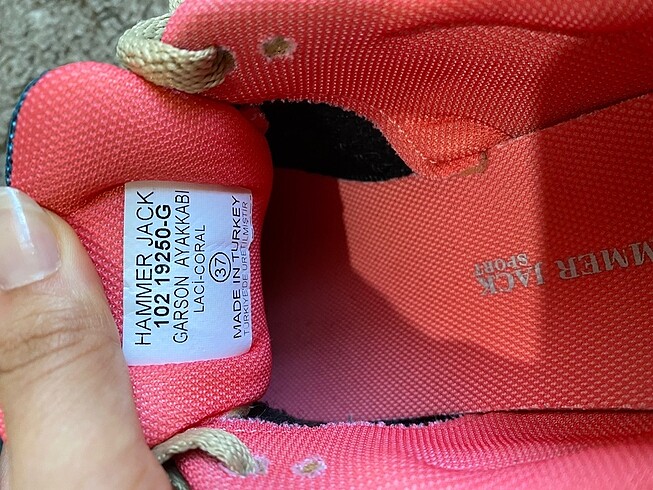 HAMMER JACK
102 19250-G
GARSON AYAKKABI
LACİ-CORAL
37
MADE IN TURKEY
TÜRKİYE'DE ÜRETİLMİŞTİR
MMER JACK
SPORT